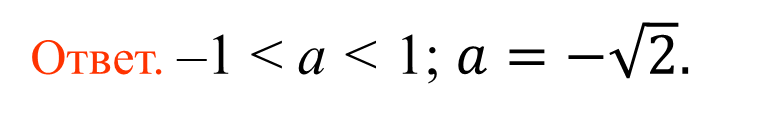 Ответ. –1 < a < 1; a = −√2.